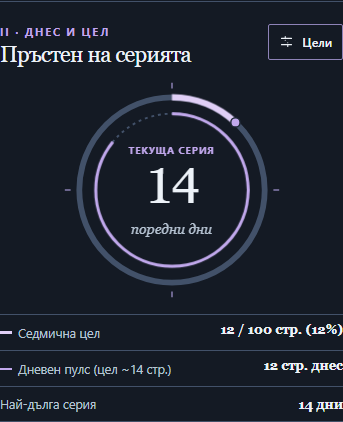 II · ДНЕС И ЦЕЛ
Пръстен на серията
Цели
ТЕКУЩА СЕРИЯ
14
поредни дни
Седмична цел 12 / 100 стр. (12%)
Дневен пулс (цел ~14 стр.) 12 стр. днес
Най-дълга серия 14 дни